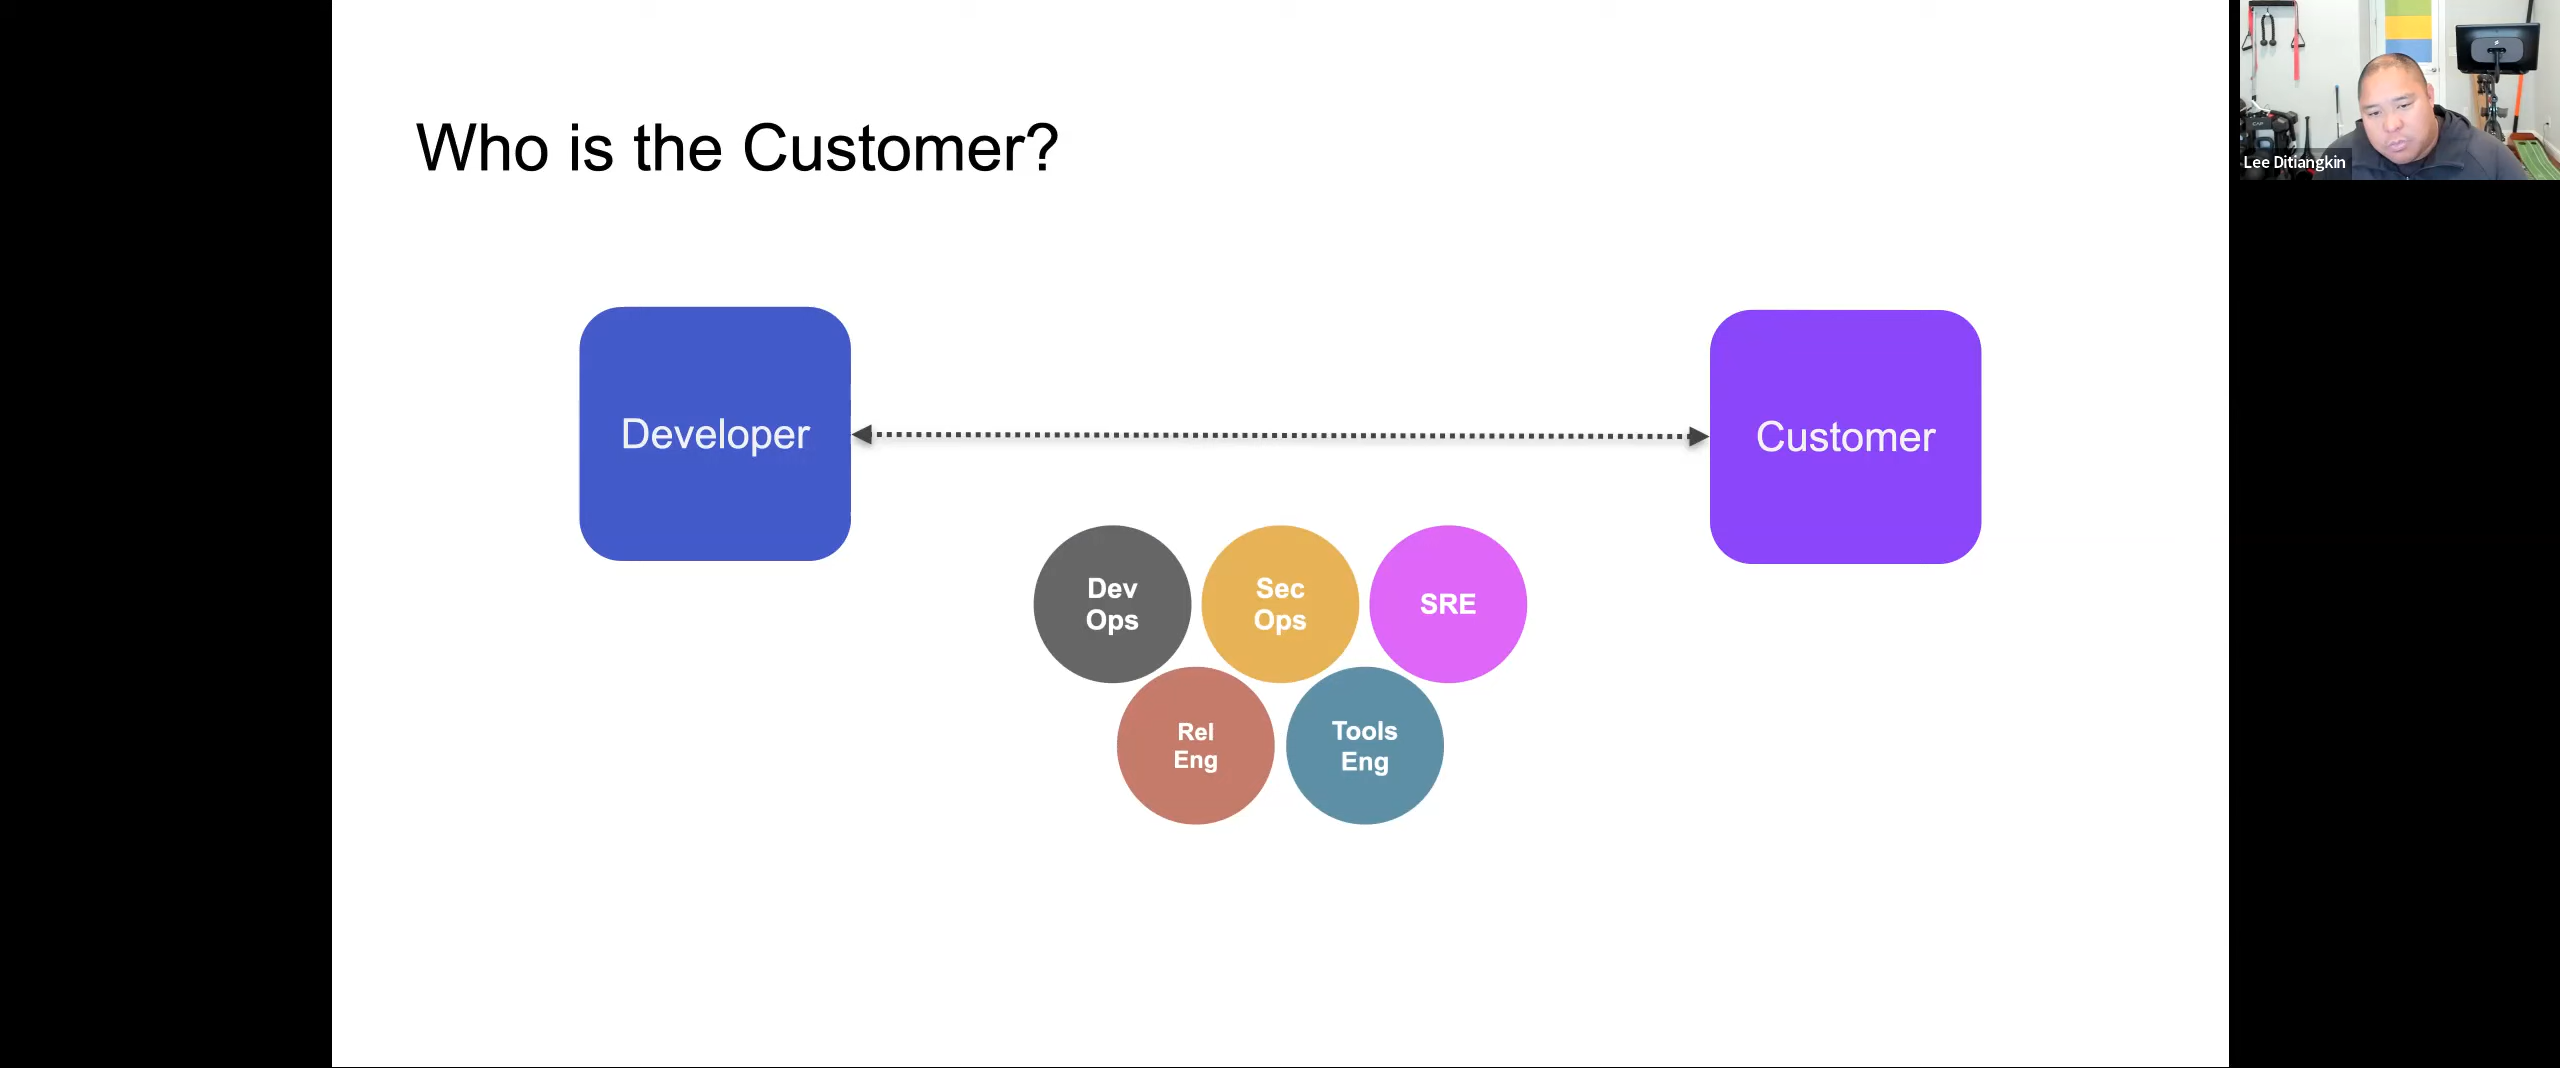 Who is the Customer?
Lee Ditiangkin
Developer
Customer
Dev
Ops
Sec
Ops
SRE
Rel
Eng
Tools
Eng